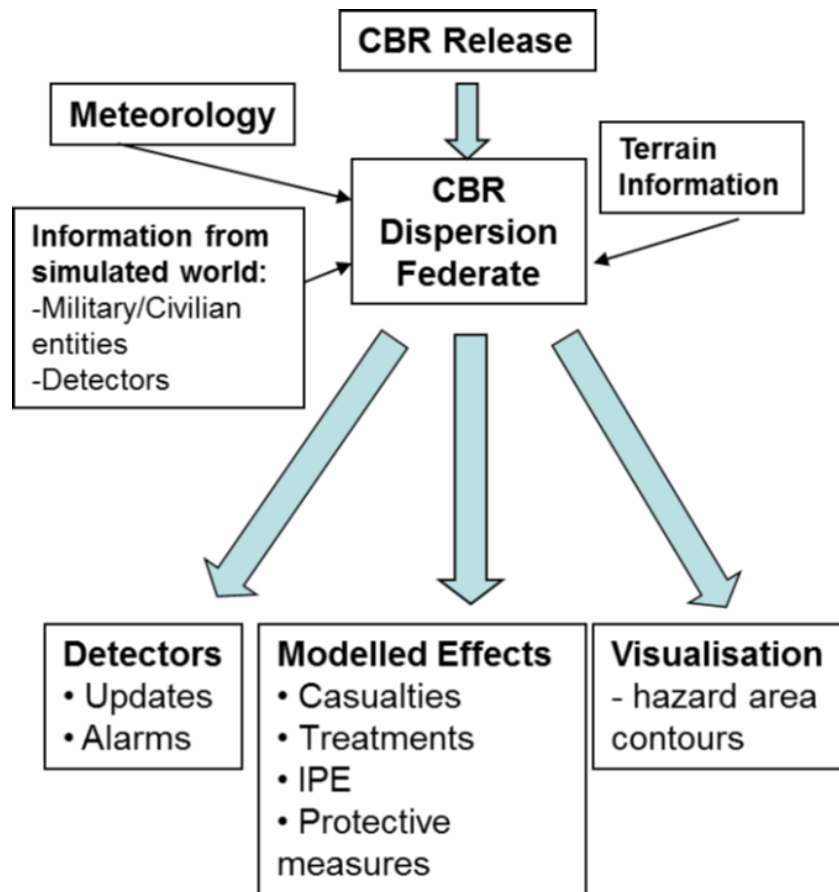 CBR Release
Meteorology
CBR
Dispersion
Federate
Terrain
Information
Information from
simulated world:
-Military/Civilian
entities
-Detectors
Detectors
• Updates
• Alarms
Modelled Effects
• Casualties
• Treatments
• IPE
• Protective
measures
Visualisation
- hazard area
contours